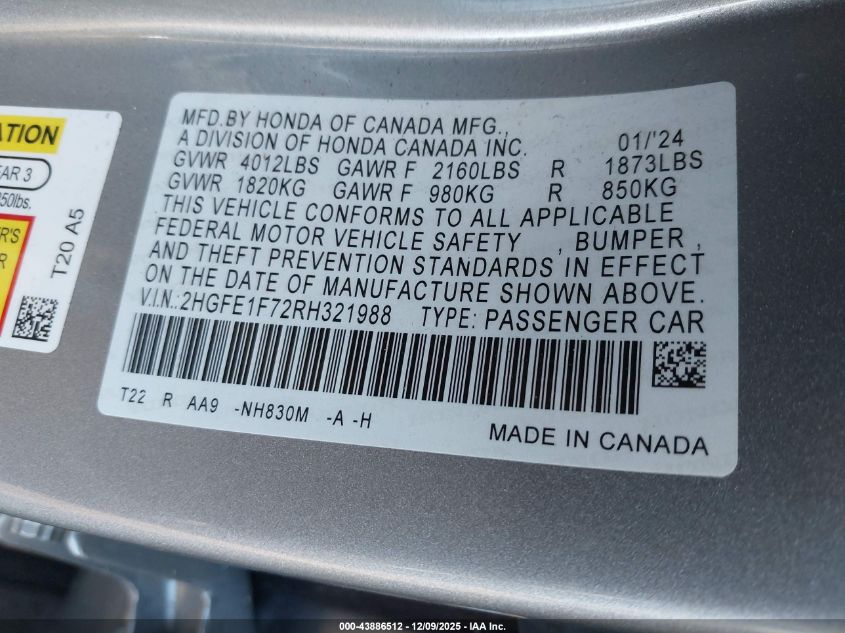 ATION
EAR 3
350lbs.
R'S
R
T20 A5
MFD.BY HONDA OF CANADA MFG.,
A DIVISION OF HONDA CANADA INC. 01/'24
GVWR 4012LBS GAWR F 2160LBS R 1873LBS
GVWR 1820KG GAWR F 980KG R 850KG
THIS VEHICLE CONFORMS TO ALL APPLICABLE
FEDERAL MOTOR VEHICLE SAFETY , BUMPER ,
AND THEFT PREVENTION STANDARDS IN EFFECT
ON THE DATE OF MANUFACTURE SHOWN ABOVE.
V.I.N.:2HGFE1F72RH321988 TYPE: PASSENGER CAR
T22 R AA9 -NH830M -A -H
MADE IN CANADA
000-43886512 - 12/09/2025 - IAA Inc.